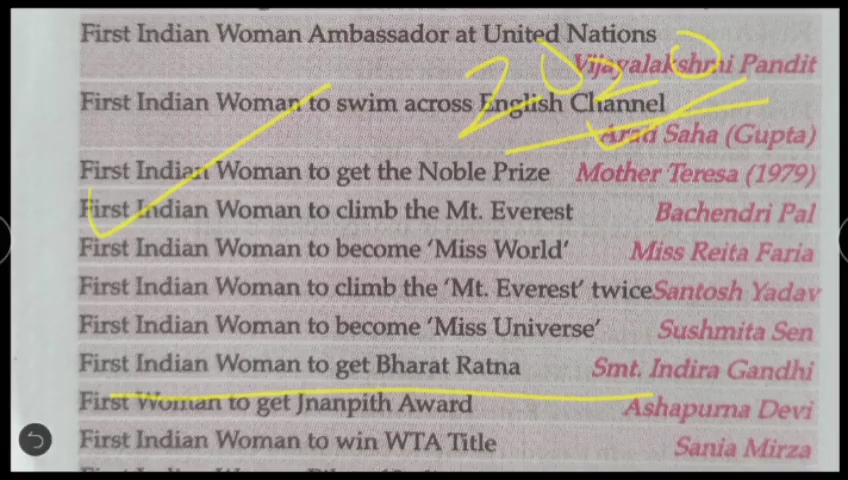 First Indian Woman Ambassador at United Nations
Vijayalakshmi Pandit
2020
First Indian Woman to swim across English Channel
Arati Saha (Gupta)
First Indian Woman to get the Noble Prize Mother Teresa (1979)
First Indian Woman to climb the Mt. Everest Bachendri Pal
First Indian Woman to become ‘Miss World’ Miss Reita Faria
First Indian Woman to climb the ‘Mt. Everest’ twice Santosh Yadav
First Indian Woman to become ‘Miss Universe’ Sushmita Sen
First Indian Woman to get Bharat Ratna Smt. Indira Gandhi
First Woman to get Jnanpith Award Ashapurna Devi
First Indian Woman to win WTA Title Sania Mirza